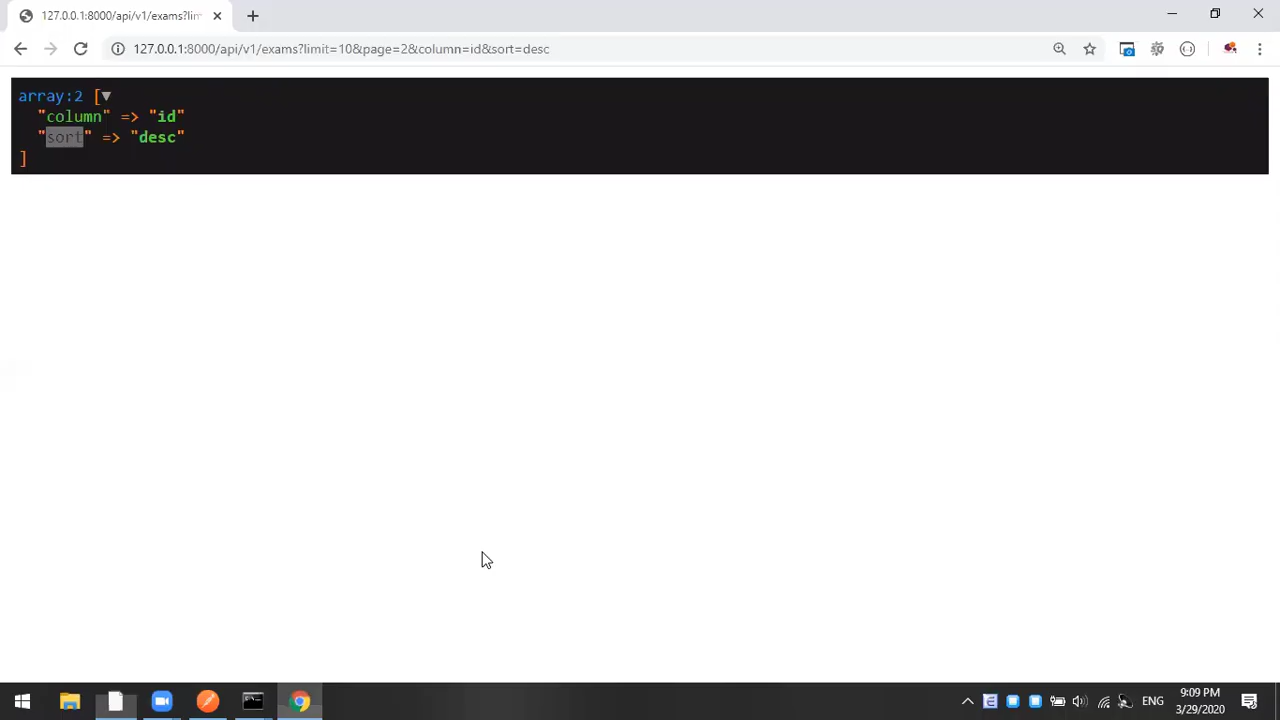 127.0.0.1:8000/api/v1/exams?lim
127.0.0.1:8000/api/v1/exams?limit=10&page=2&column=id&sort=desc
array:2 [▼
"column" => "id"
"sort" => "desc"
]
ENG
9:09 PM
3/29/2020